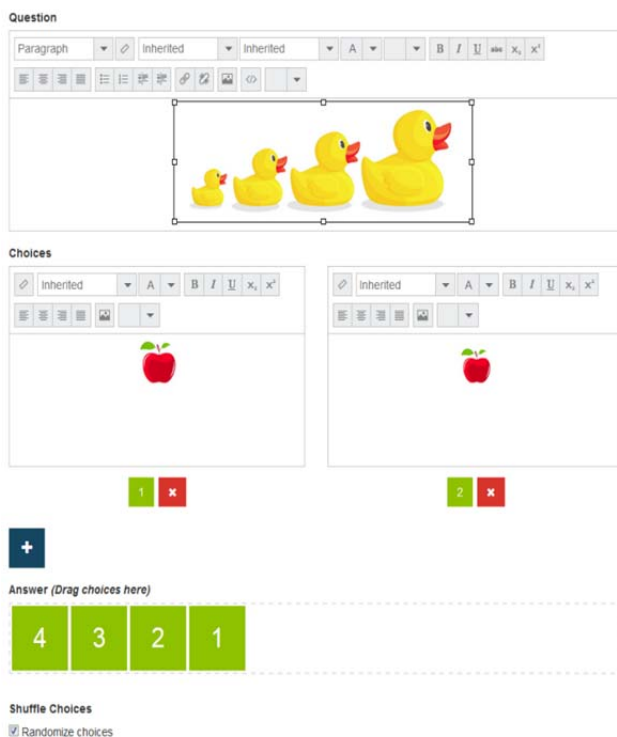 Question
Paragraph Inherited Inherited A B I U abc X₂ X²
Choices
Inherited A B I U X₂ X²
Inherited A B I U X₂ X²
1
2
Answer (Drag choices here)
4 3 2 1
Shuffle Choices
Randomize choices